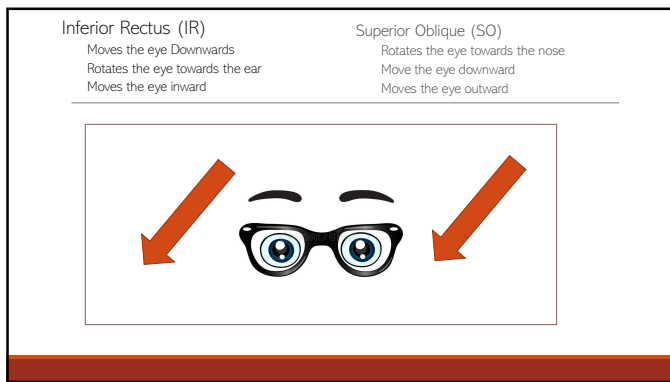 Inferior Rectus (IR)
Moves the eye Downwards
Rotates the eye towards the ear
Moves the eye inward
Superior Oblique (SO)
Rotates the eye towards the nose
Move the eye downward
Moves the eye outward